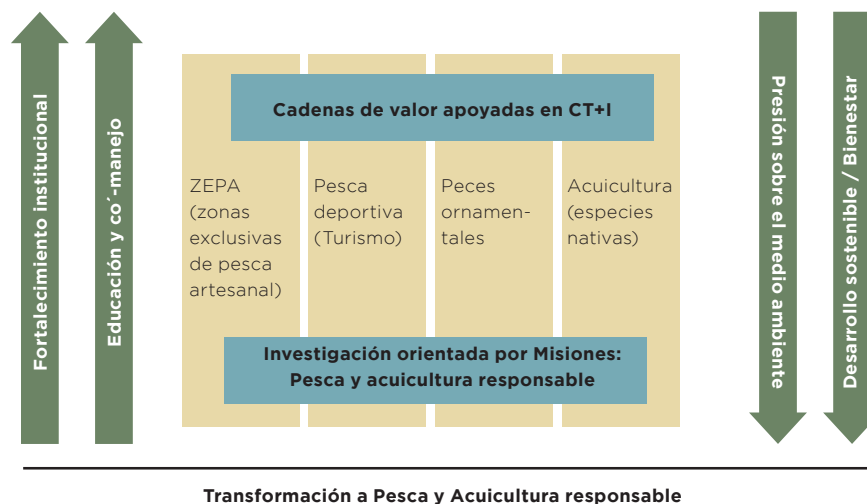 Fortalecimiento institucional
Educación y co´-manejo
Cadenas de valor apoyadas en CT+I
ZEPA
(zonas
exclusivas
de pesca
artesanal)
Pesca
deportiva
(Turismo)
Peces
ornamen-
tales
Acuicultura
(especies
nativas)
Investigación orientada por Misiones:
Pesca y acuicultura responsable
Presión sobre el medio ambiente
Desarrollo sostenible / Bienestar
Transformación a Pesca y Acuicultura responsable